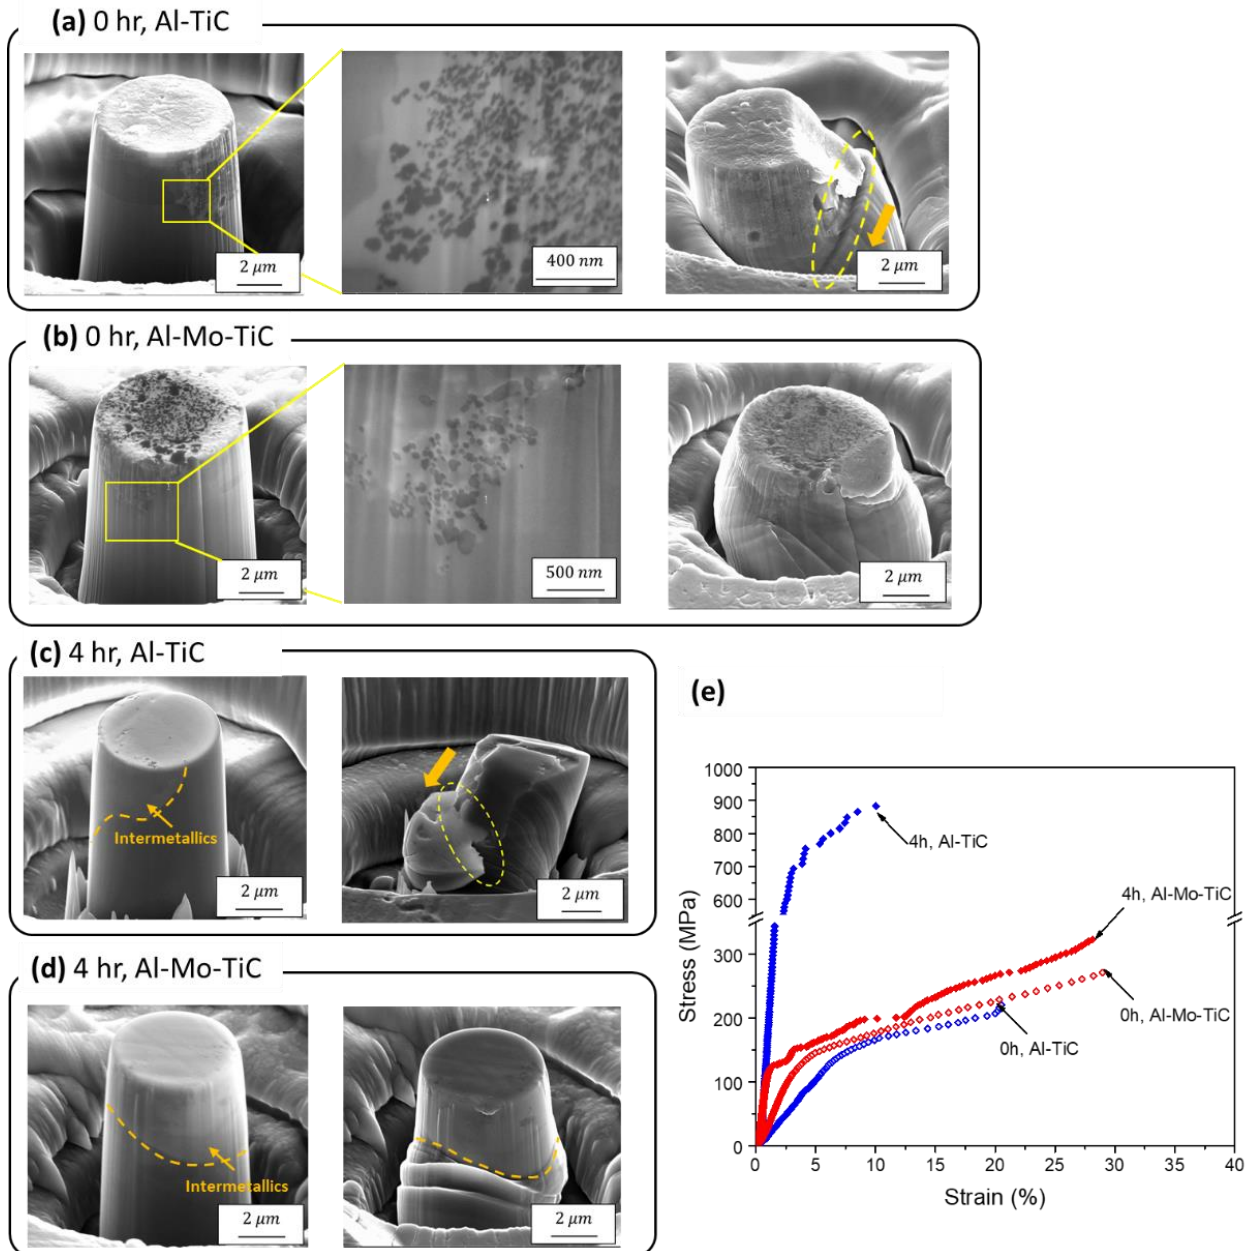 (a) 0 hr, Al-TiC
2 μm
400 nm
2 μm
(b) 0 hr, Al-Mo-TiC
2 μm
500 nm
2 μm
(c) 4 hr, Al-TiC
Intermetallics
2 μm
2 μm
(d) 4 hr, Al-Mo-TiC
Intermetallics
2 μm
2 μm
(e)
Stress (MPa)
1000
900
800
700
600
300
200
100
0
4h, Al-TiC
4h, Al-Mo-TiC
0h, Al-Mo-TiC
0h, Al-TiC
0 5 10 15 20 25 30 35 40
Strain (%)